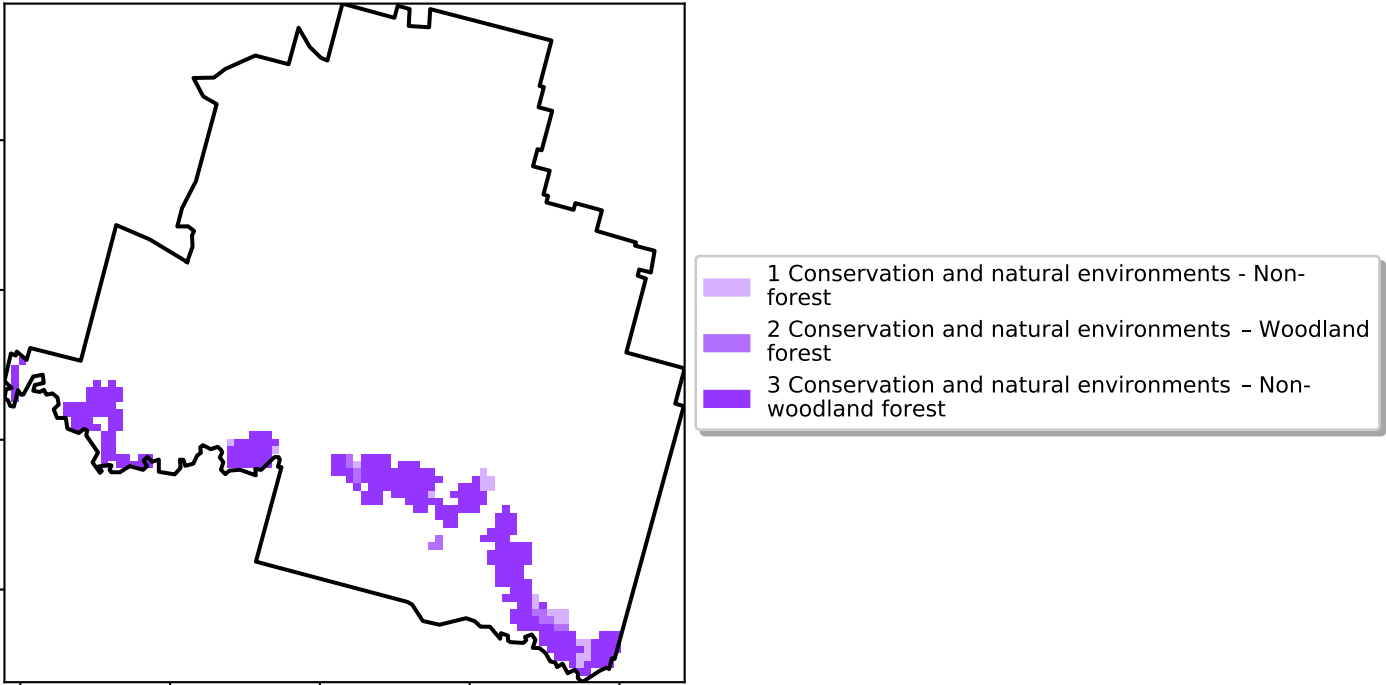 1 Conservation and natural environments - Non-
forest
2 Conservation and natural environments – Woodland
forest
3 Conservation and natural environments – Non-
woodland forest